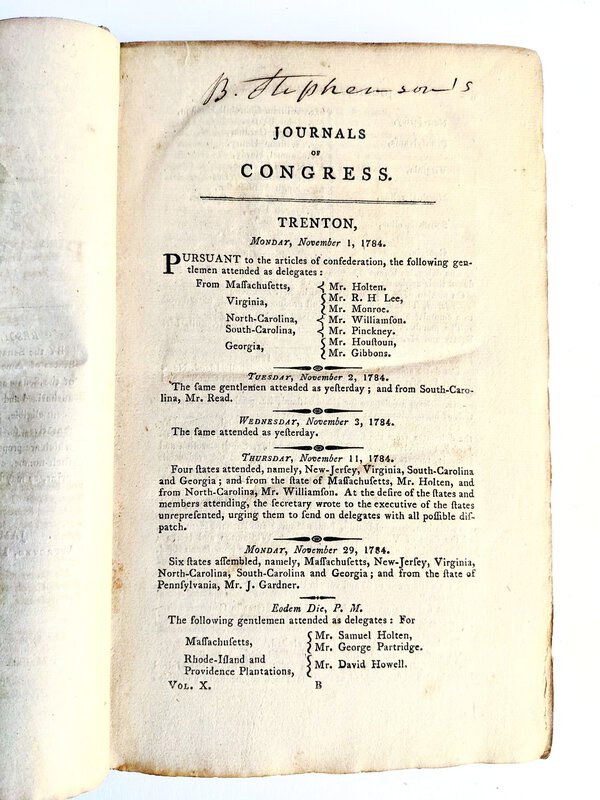 B. Stephenson's
JOURNALS
OF
CONGRESS.
TRENTON,
MONDAY, November 1, 1784.
PURSUANT to the articles of confederation, the following gen-
tlemen attended as delegates :
From Maſſachuſetts, { Mr. Holten.
Virginia, { Mr. R. H. Lee,
Mr. Monroe.
North-Carolina, { Mr. Williamſon.
South-Carolina, { Mr. Pinckney.
Georgia, { Mr. Houſtoun,
Mr. Gibbons.
TUESDAY, November 2, 1784.
The ſame gentlemen attended as yeſterday ; and from South-Caro-
lina, Mr. Read.
WEDNESDAY, November 3, 1784.
The ſame attended as yeſterday.
THURSDAY, November 11, 1784.
Four ſtates attended, namely, New-Jerſey, Virginia, South-Carolina
and Georgia ; and from the ſtate of Maſſachuſetts, Mr. Holten, and
from North-Carolina, Mr. Williamſon. At the deſire of the ſtates and
members attending, the ſecretary wrote to the executive of the ſtates
unrepreſented, urging them to ſend on delegates with all poſſible diſ-
patch.
MONDAY, November 29, 1784.
Six ſtates aſſembled, namely, Maſſachuſetts, New-Jerſey, Virginia,
North-Carolina, South-Carolina and Georgia ; and from the ſtate of
Pennſylvania, Mr. J. Gardner.
Eodem Die, P. M.
The following gentlemen attended as delegates : For
Maſſachuſetts, { Mr. Samuel Holten,
Mr. George Partridge.
Rhode-Iſland and
Providence Plantations, { Mr. David Howell.
VOL. X. B